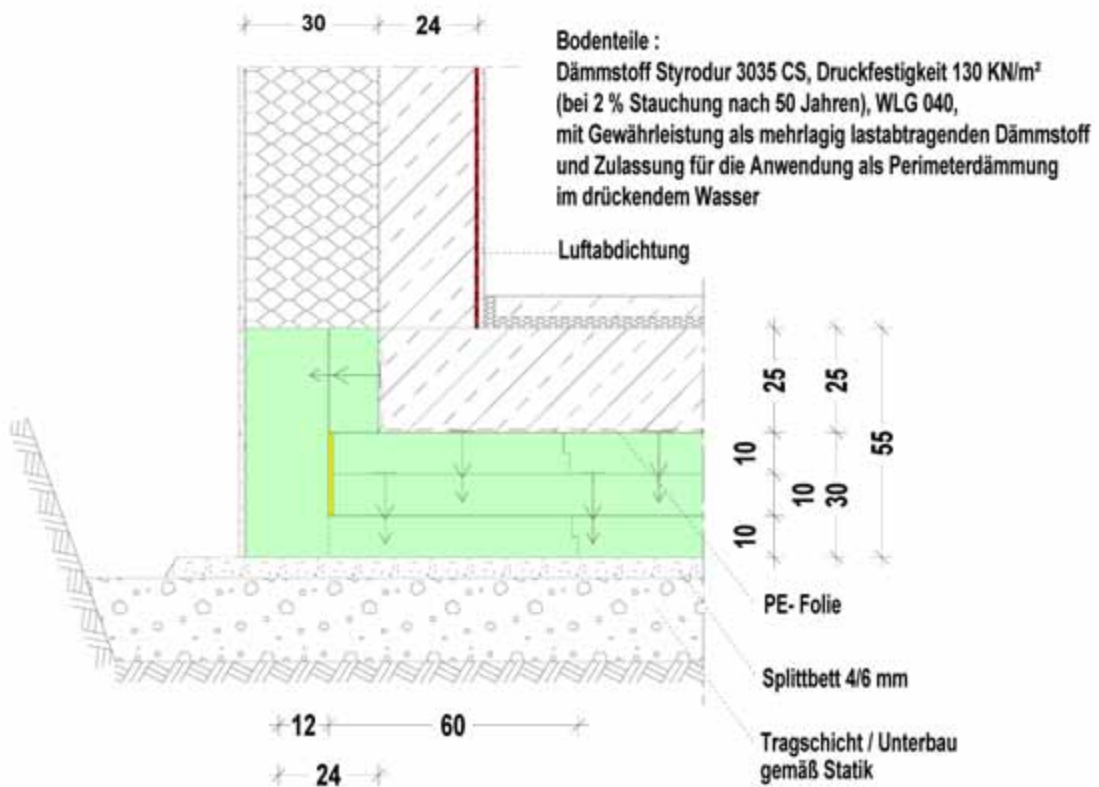 30
24
Bodenteile :
Dämmstoff Styrodur 3035 CS, Druckfestigkeit 130 KN/m²
(bei 2 % Stauchung nach 50 Jahren), WLG 040,
mit Gewährleistung als mehrlagig lastabtragenden Dämmstoff
und Zulassung für die Anwendung als Perimeterdämmung
im drückendem Wasser
Luftabdichtung
25
25
55
10
10
30
10
PE- Folie
Splittbett 4/6 mm
12
60
Tragschicht / Unterbau
gemäß Statik
24